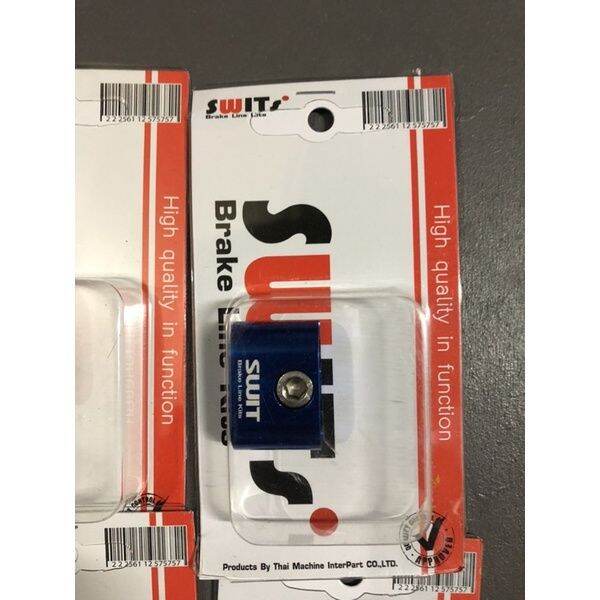 2 2 2561 12 575757
SWITS
Brake Line Kits
2 2 2561 12 575757
High quality in function
High quality in function
SWITS
Brake Line Kits
SWIT
Brake Line Kits
APPROVED
Products By Thai Machine InterPart CO.,LTD.